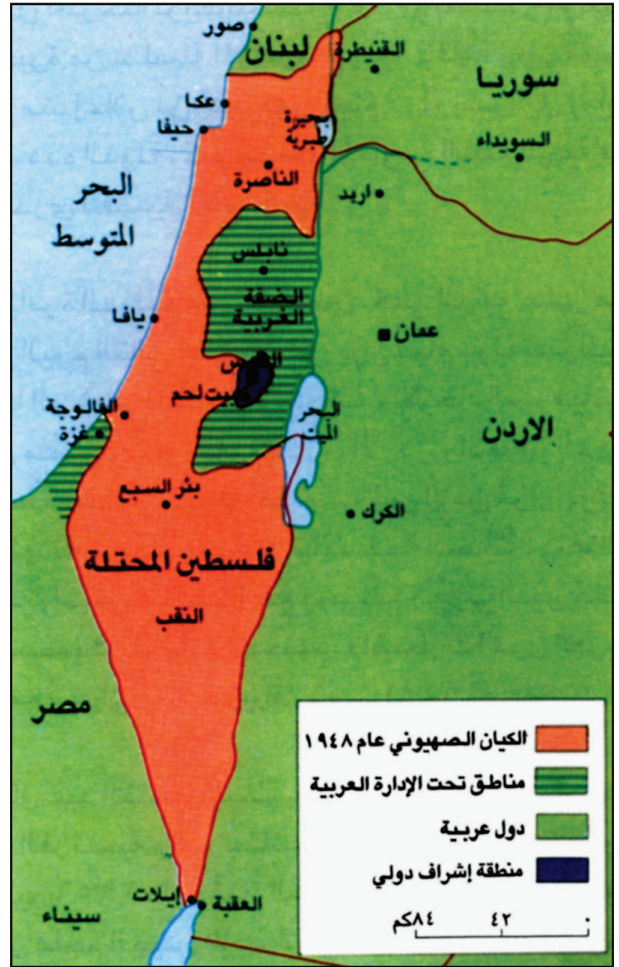 صور
لبنان
القنيطرة
سوريا
عكا
حيفا
بحيرة
طبرية
السويداء
الناصرة
اربد
البحر
المتوسط
نابلس
الضفة
الغربية
يافا
عمان
القدس
بيت لحم
الفالوجة
غزة
البحر
الميت
الاردن
بئر السبع
الكرك
فلسطين المحتلة
النقب
مصر
الكيان الصهيوني عام ١٩٤٨
مناطق تحت الإدارة العربية
دول عربية
منطقة إشراف دولي
٠ ٤٢ ٨٤كم
إيلات
العقبة
سيناء